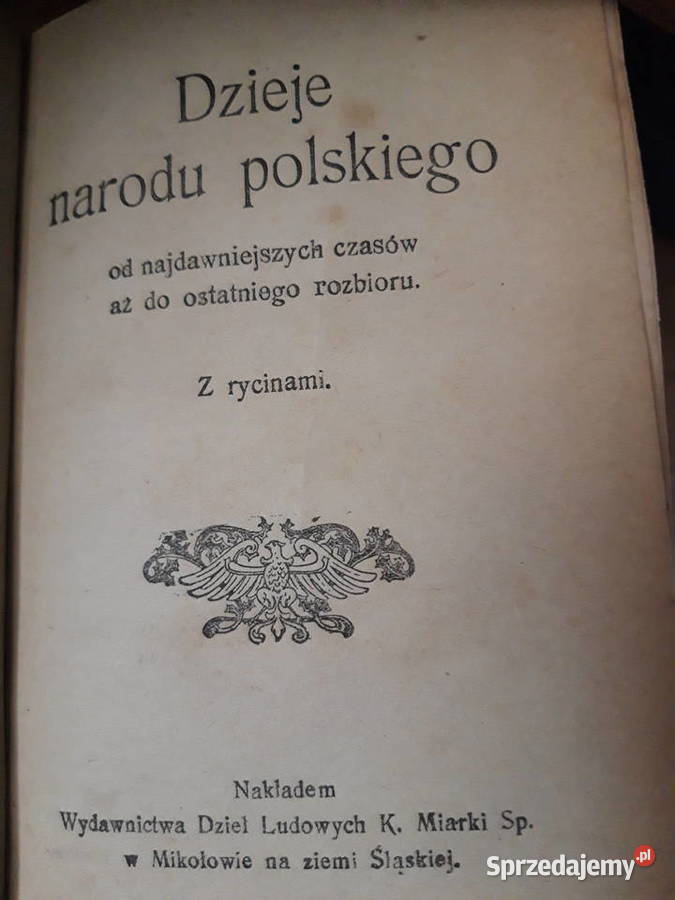 Dzieje
narodu polskiego
od najdawniejszych czasów
aż do ostatniego rozbioru.
Z rycinami.
Nakładem
Wydawnictwa Dzieł Ludowych K. Miarki Sp.
w Mikołowie na ziemi Śląskiej.
Sprzedajemy.pl